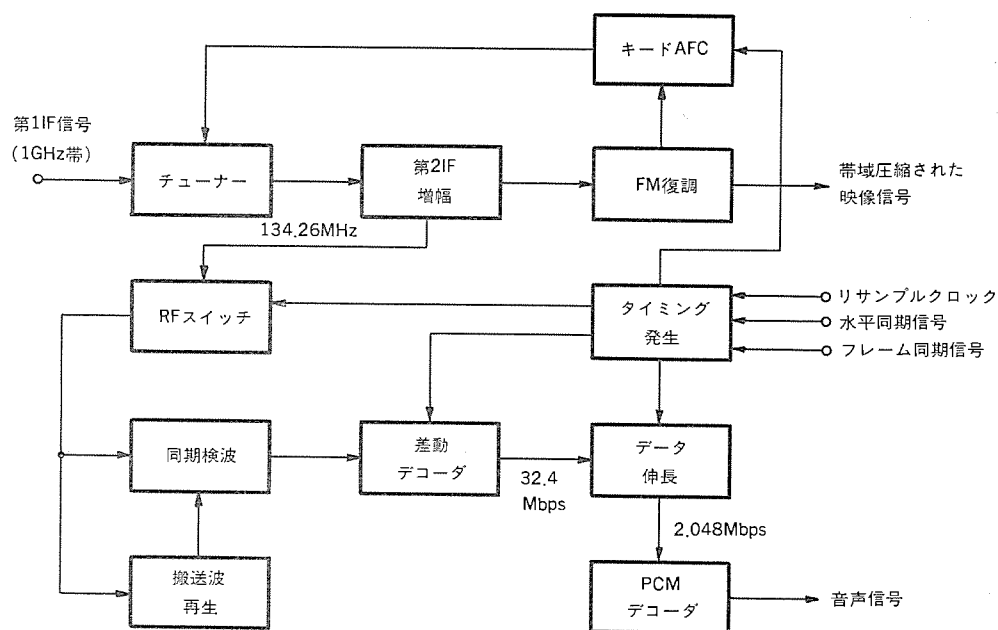 キードAFC
第1IF信号
(1GHz帯)
チューナー
第2IF
増幅
FM復調
帯域圧縮された
映像信号
134.26MHz
RFスイッチ
タイミング
発生
リサンプルクロック
水平同期信号
フレーム同期信号
同期検波
差動
デコーダ
データ
伸長
32.4
Mbps
2.048Mbps
搬送波
再生
PCM
デコーダ
音声信号